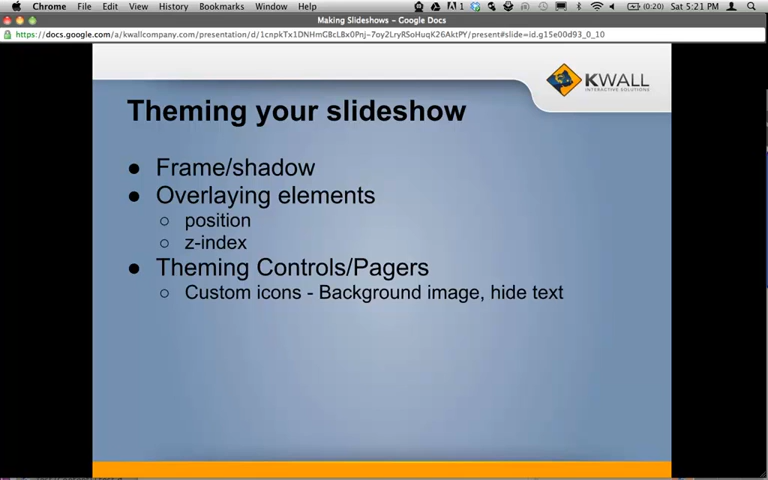 Chrome File Edit View History Bookmarks Window Help
1 (0:20) Sat 5:21 PM
Making Slideshows – Google Docs
https://docs.google.com/a/kwallcompany.com/presentation/d/
present#slide=id.g15e00d93_0_10
KWALL
INTERACTIVE SOLUTIONS
Theming your slideshow
● Frame/shadow
● Overlaying elements
○ position
○ z-index
● Theming Controls/Pagers
○ Custom icons - Background image, hide text